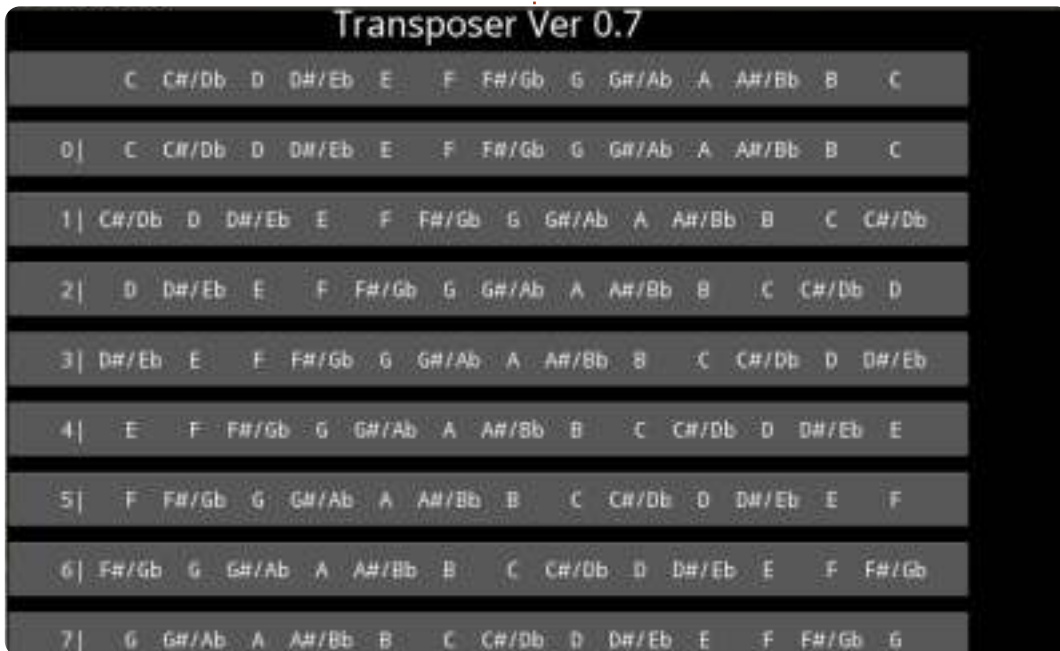 Transposer Ver 0.7
C C#/Db D D#/Eb E F F#/Gb G G#/Ab A A#/Bb B C
0| C C#/Db D D#/Eb E F F#/Gb G G#/Ab A A#/Bb B C
1| C#/Db D D#/Eb E F F#/Gb G G#/Ab A A#/Bb B C C#/Db
2| D D#/Eb E F F#/Gb G G#/Ab A A#/Bb B C C#/Db D
3| D#/Eb E F F#/Gb G G#/Ab A A#/Bb B C C#/Db D D#/Eb
4| E F F#/Gb G G#/Ab A A#/Bb B C C#/Db D D#/Eb E
5| F F#/Gb G G#/Ab A A#/Bb B C C#/Db D D#/Eb E F
6| F#/Gb G G#/Ab A A#/Bb B C C#/Db D D#/Eb E F F#/Gb
7| G G#/Ab A A#/Bb B C C#/Db D D#/Eb E F F#/Gb G